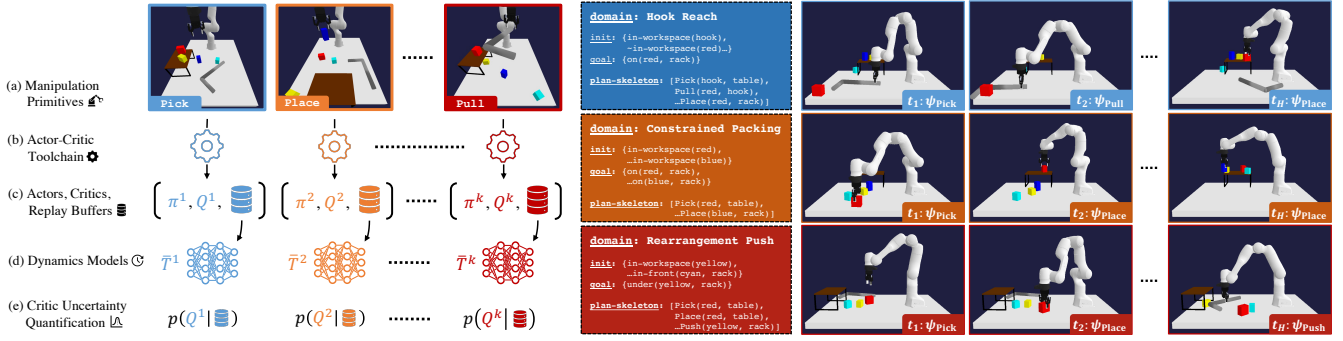 (a) Manipulation
Primitives
Pick
Place
......
Pull
(b) Actor-Critic
Toolchain
(c) Actors, Critics,
Replay Buffers
π¹, Q¹,
π², Q²,
πᵏ, Qᵏ,
(d) Dynamics Models
T̄¹
T̄²
T̄ᵏ
(e) Critic Uncertainty
Quantification
p(Q¹| )
p(Q²| )
p(Qᵏ| )
domain: Hook Reach
init: {in-workspace(hook),
¬in-workspace(red)…}
goal: {on(red, rack)}
plan-skeleton: [Pick(hook, table),
Pull(red, hook),
…Place(red, rack)]
t₁: ψPick
t₂: ψPull
....
t_H: ψPlace
domain: Constrained Packing
init: {in-workspace(red),
…in-workspace(blue)}
goal: {on(red, rack),
…on(blue, rack)}
plan-skeleton: [Pick(red, table),
…Place(blue, rack)]
t₁: ψPick
t₂: ψPlace
....
t_H: ψPlace
domain: Rearrangement Push
init: {in-workspace(yellow),
…in-front(cyan, rack)}
goal: {under(yellow, rack)}
plan-skeleton: [Pick(red, table),
Place(red, table),
…Push(yellow, rack)]
t₁: ψPick
t₂: ψPlace
....
t_H: ψPush